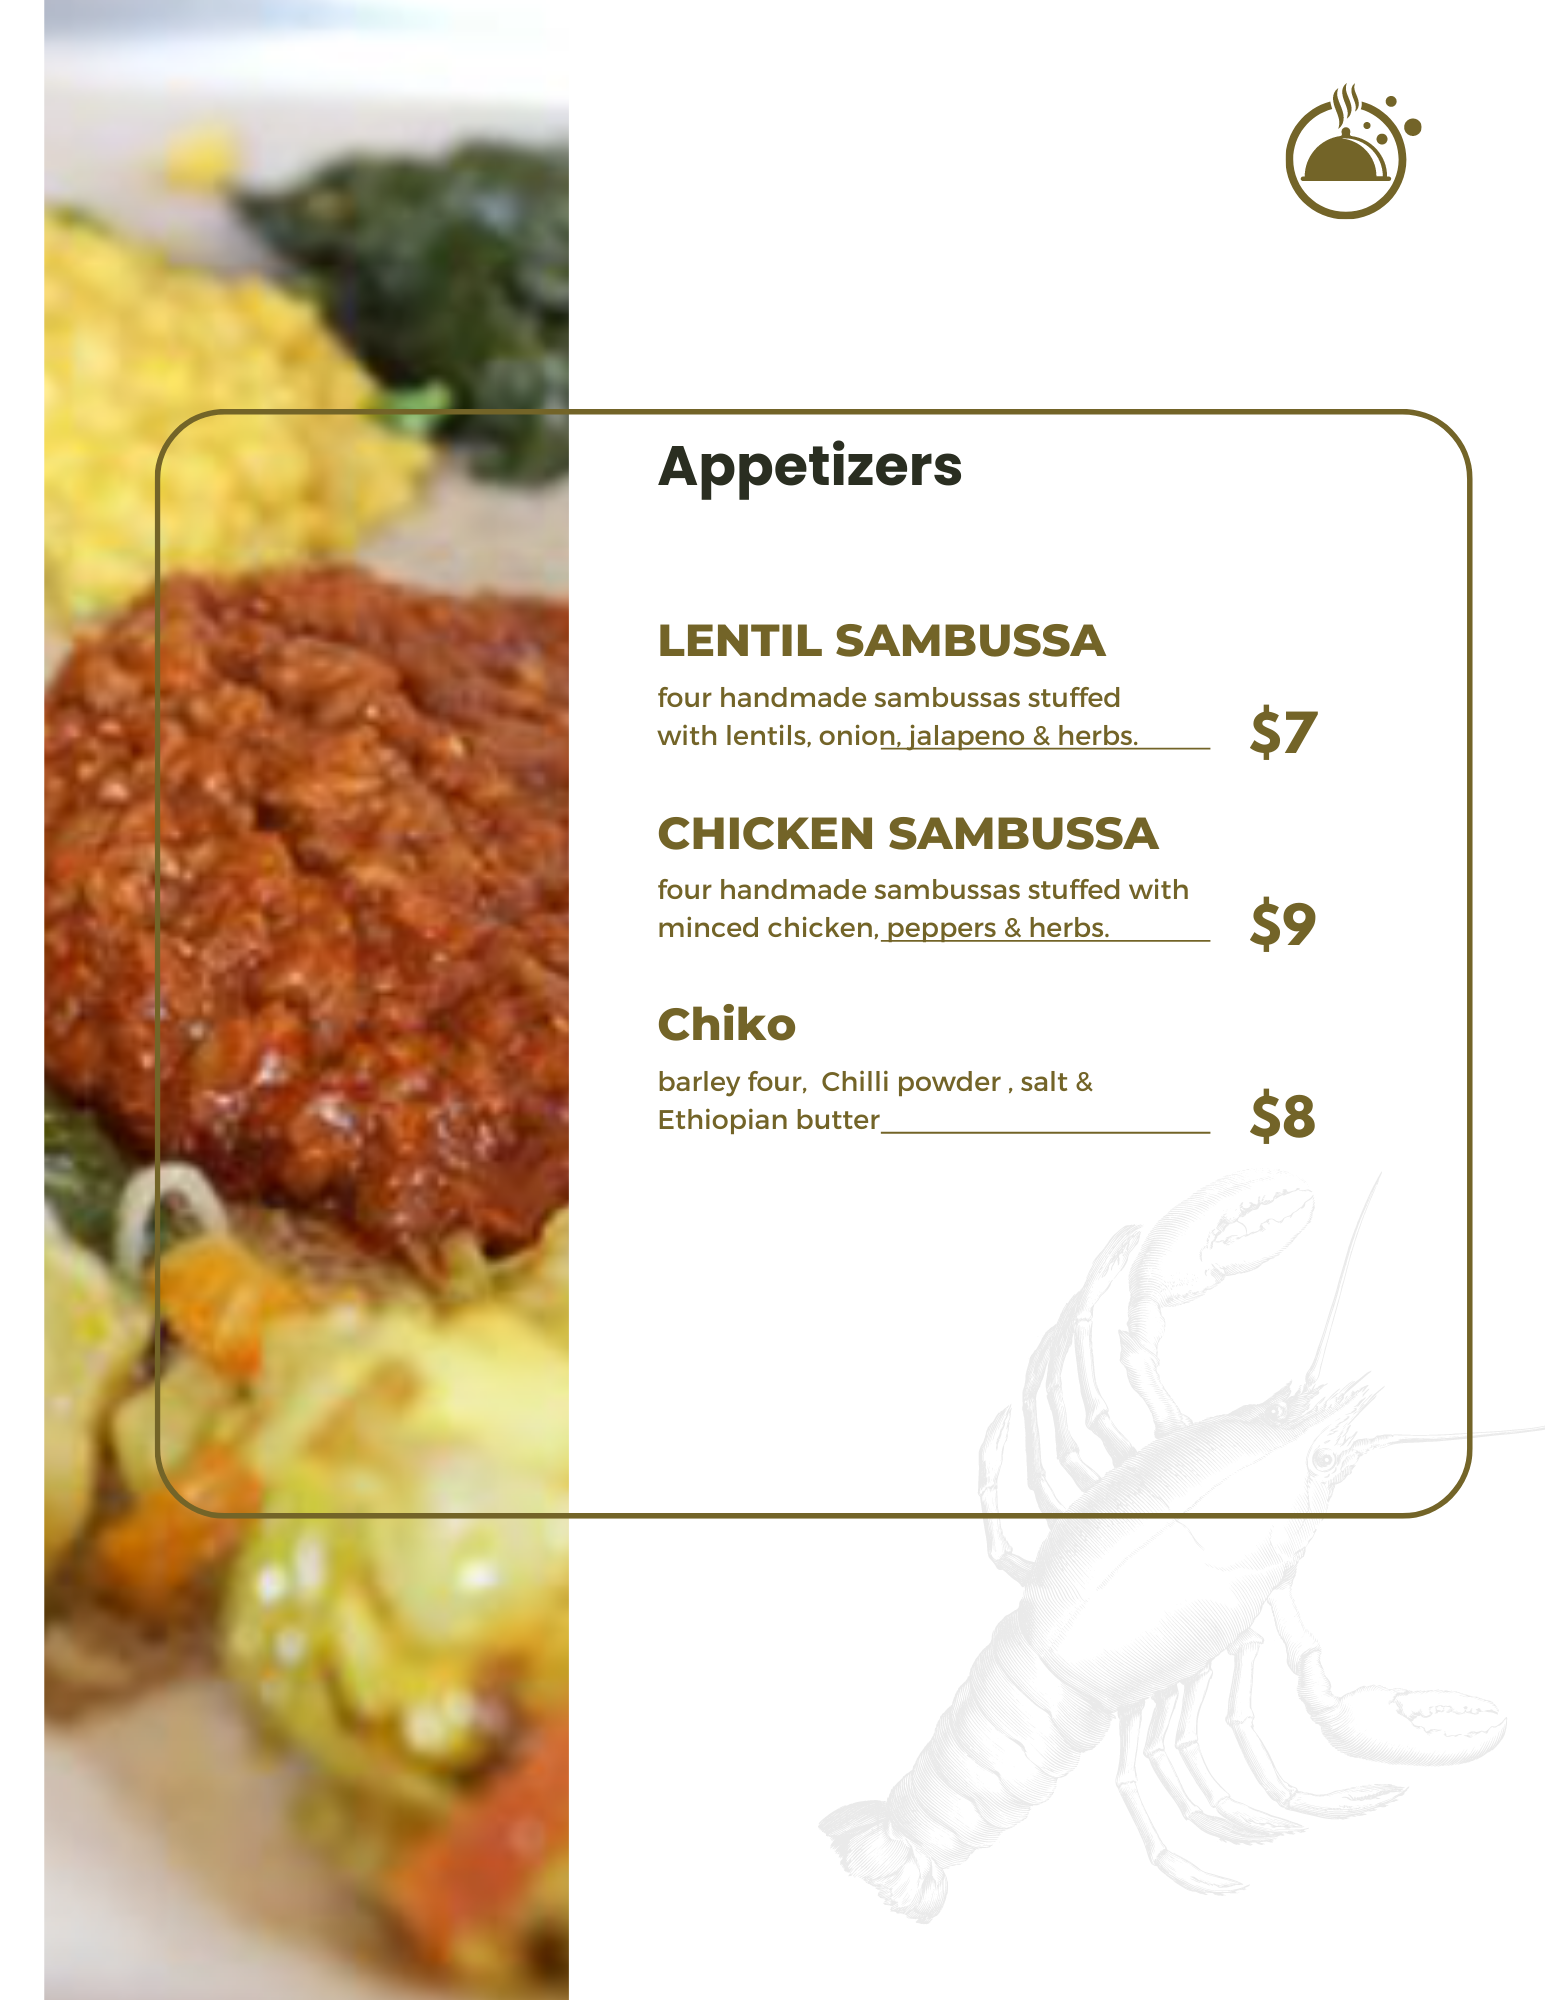 Appetizers
LENTIL SAMBUSSA
four handmade sambussas stuffed
with lentils, onion, jalapeno & herbs. $7
CHICKEN SAMBUSSA
four handmade sambussas stuffed with
minced chicken, peppers & herbs. $9
Chiko
barley four,  Chilli powder , salt &
Ethiopian butter $8